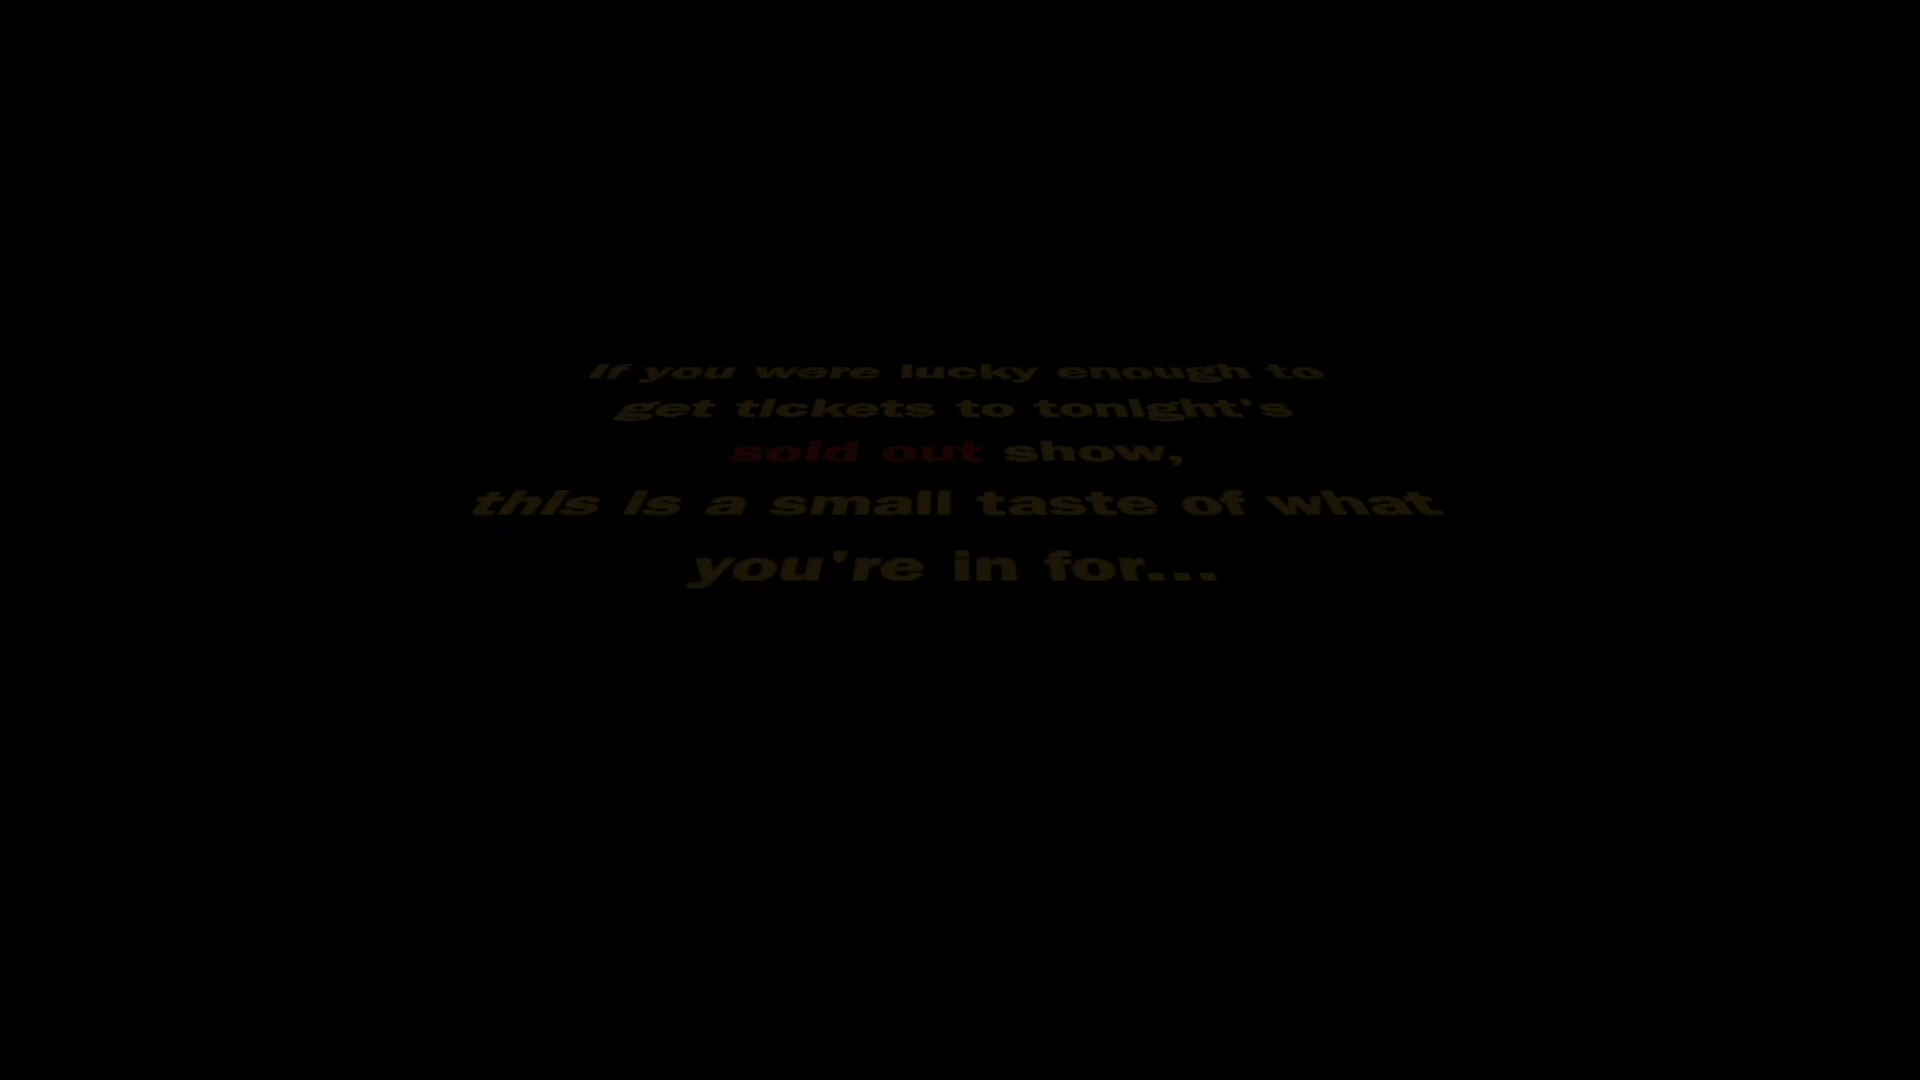 If you were lucky enough to
get tickets to tonight's
sold out show,
this is a small taste of what
you're in for...